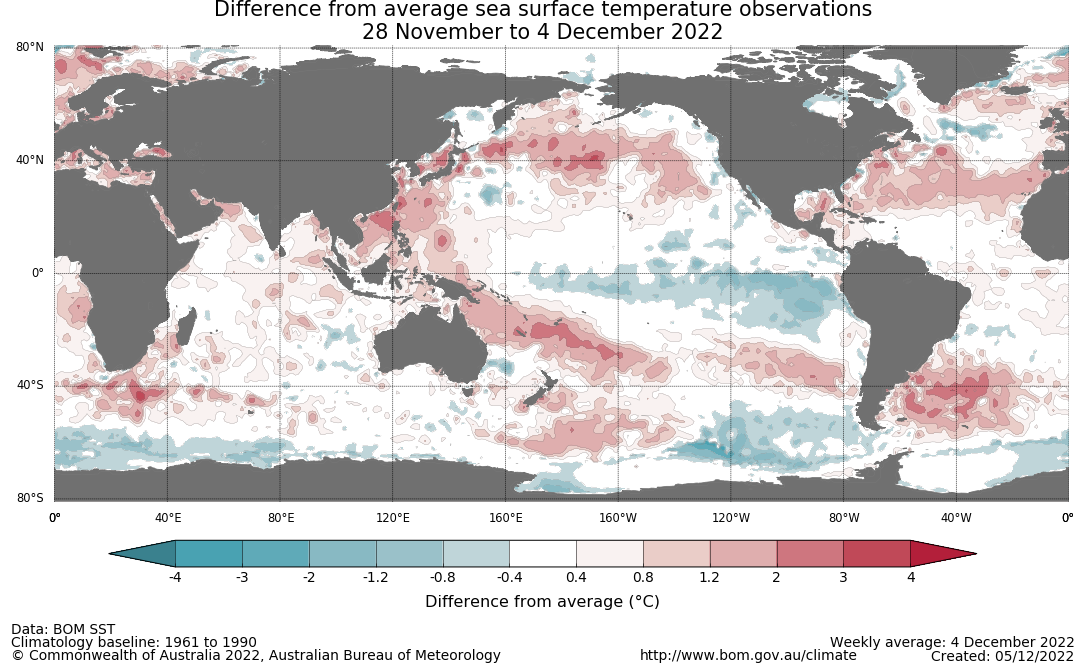 Difference from average sea surface temperature observations
28 November to 4 December 2022
80°N
40°N
0°
40°S
80°S
0° 40°E 80°E 120°E 160°E 160°W 120°W 80°W 40°W 0°
-4 -3 -2 -1.2 -0.8 -0.4 0.4 0.8 1.2 2 3 4
Difference from average (°C)
Data: BOM SST
Climatology baseline: 1961 to 1990 Weekly average: 4 December 2022
© Commonwealth of Australia 2022, Australian Bureau of Meteorology http://www.bom.gov.au/climate Created: 05/12/2022